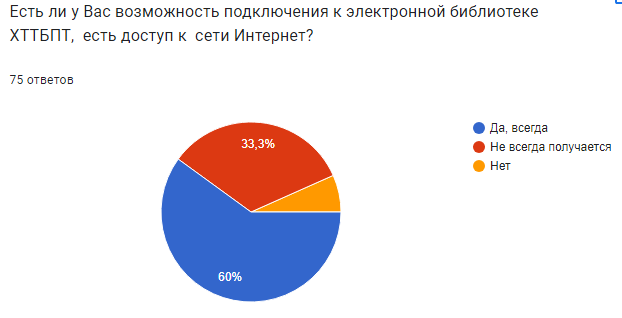 Есть ли у Вас возможность подключения к электронной библиотеке
ХТТБПТ,  есть доступ к  сети Интернет?
75 ответов
33,3%
60%
Да, всегда
Не всегда получается
Нет